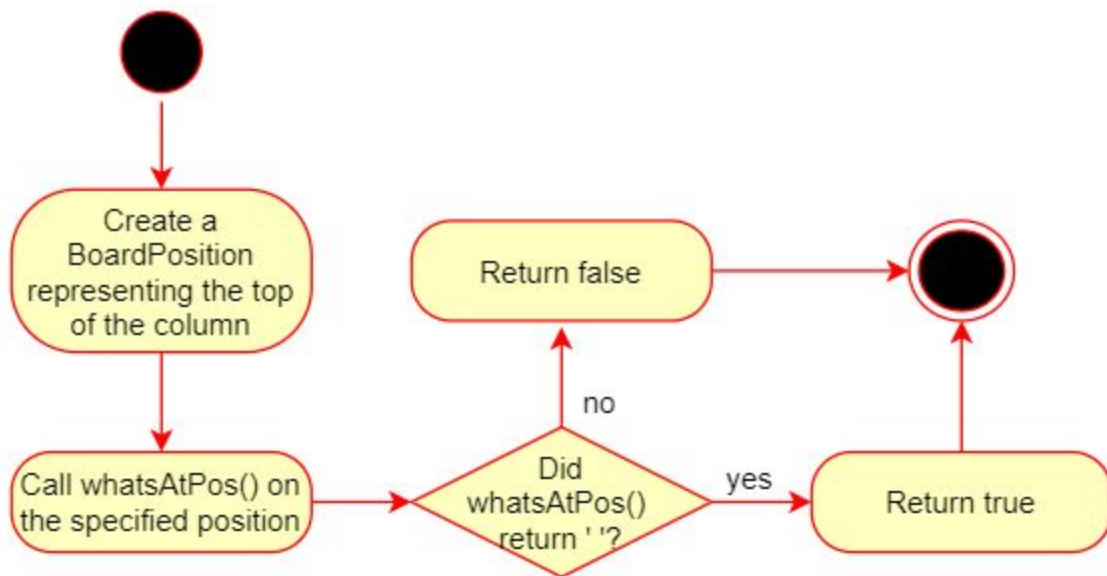 Create a
BoardPosition
representing the top
of the column
Call whatsAtPos() on
the specified position
Did
whatsAtPos()
return ' '?
no
Return false
yes
Return true